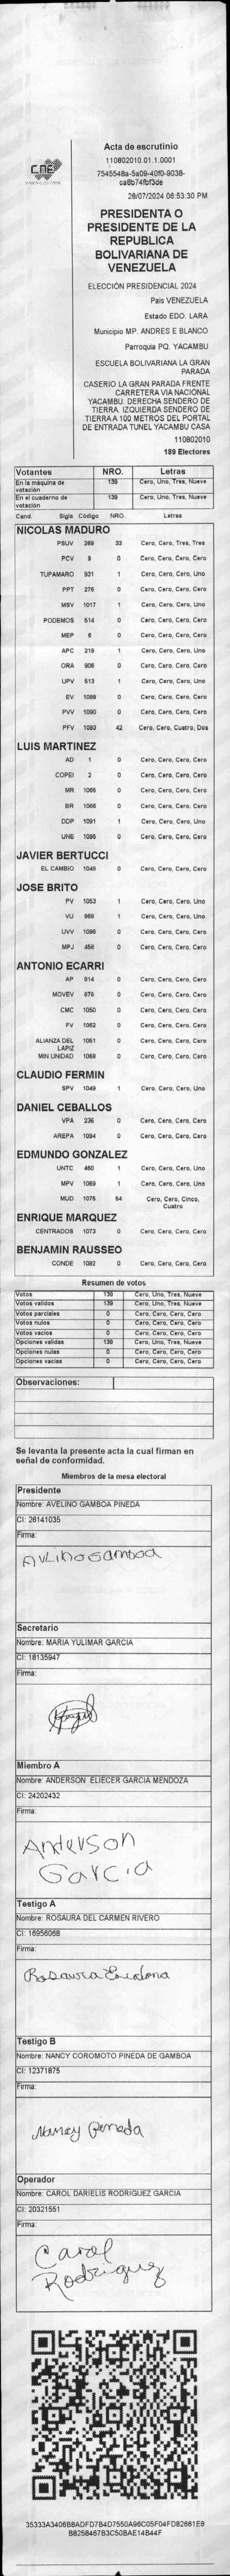 CNE
Acta de escrutinio
110802010.01.1.0001
7545548a-5a09-40f0-9038-
ca6b74fbf3de
28/07/2024 06:53:30 PM
PRESIDENTA O
PRESIDENTE DE LA
REPUBLICA
BOLIVARIANA DE
VENEZUELA
ELECCIÓN PRESIDENCIAL 2024
Pais VENEZUELA
Estado EDO. LARA
Municipio MP. ANDRES E BLANCO
Parroquia PQ. YACAMBU
ESCUELA BOLIVARIANA LA GRAN
PARADA
CASERIO LA GRAN PARADA FRENTE
CARRETERA VIA NACIONAL
YACAMBU. DERECHA SENDERO DE
TIERRA. IZQUIERDA SENDERO DE
TIERRA A 100 METROS DEL PORTAL
DE ENTRADA TUNEL YACAMBU CASA
110802010
189 Electores
Votantes NRO. Letras
En la máquina de votación 139 Cero, Uno, Tres, Nueve
En el cuaderno de votación 139 Cero, Uno, Tres, Nueve
Cand. Sigla Código NRO. Letras
NICOLAS MADURO
PSUV 269 33 Cero, Cero, Tres, Tres
PCV 9 0 Cero, Cero, Cero, Cero
TUPAMARO 931 1 Cero, Cero, Cero, Uno
PPT 276 0 Cero, Cero, Cero, Cero
MSV 1017 1 Cero, Cero, Cero, Uno
PODEMOS 514 0 Cero, Cero, Cero, Cero
MEP 6 0 Cero, Cero, Cero, Cero
APC 219 1 Cero, Cero, Cero, Uno
ORA 906 0 Cero, Cero, Cero, Cero
UPV 513 1 Cero, Cero, Cero, Uno
EV 1089 0 Cero, Cero, Cero, Cero
PVV 1090 0 Cero, Cero, Cero, Cero
PFV 1093 42 Cero, Cero, Cuatro, Dos
LUIS MARTINEZ
AD 1 0 Cero, Cero, Cero, Cero
COPEI 2 0 Cero, Cero, Cero, Cero
MR 1065 0 Cero, Cero, Cero, Cero
BR 1066 0 Cero, Cero, Cero, Cero
DDP 1091 1 Cero, Cero, Cero, Uno
UNE 1095 0 Cero, Cero, Cero, Cero
JAVIER BERTUCCI
EL CAMBIO 1048 0 Cero, Cero, Cero, Cero
JOSE BRITO
PV 1053 1 Cero, Cero, Cero, Uno
VU 969 1 Cero, Cero, Cero, Uno
UVV 1096 0 Cero, Cero, Cero, Cero
MPJ 458 0 Cero, Cero, Cero, Cero
ANTONIO ECARRI
AP 914 0 Cero, Cero, Cero, Cero
MOVEV 876 0 Cero, Cero, Cero, Cero
CMC 1050 0 Cero, Cero, Cero, Cero
FV 1062 0 Cero, Cero, Cero, Cero
ALIANZA DEL LAPIZ 1051 0 Cero, Cero, Cero, Cero
MIN UNIDAD 1068 0 Cero, Cero, Cero, Cero
CLAUDIO FERMIN
SPV 1049 1 Cero, Cero, Cero, Uno
DANIEL CEBALLOS
VPA 236 0 Cero, Cero, Cero, Cero
AREPA 1094 0 Cero, Cero, Cero, Cero
EDMUNDO GONZALEZ
UNTC 460 1 Cero, Cero, Cero, Uno
MPV 1069 1 Cero, Cero, Cero, Uno
MUD 1076 54 Cero, Cero, Cinco,
Cuatro
ENRIQUE MARQUEZ
CENTRADOS 1073 0 Cero, Cero, Cero, Cero
BENJAMIN RAUSSEO
CONDE 1092 0 Cero, Cero, Cero, Cero
Resumen de votos
Votos 139 Cero, Uno, Tres, Nueve
Votos validos 139 Cero, Uno, Tres, Nueve
Votos parciales 0 Cero, Cero, Cero, Cero
Votos nulos 0 Cero, Cero, Cero, Cero
Votos vacios 0 Cero, Cero, Cero, Cero
Opciones validas 139 Cero, Uno, Tres, Nueve
Opciones nulas 0 Cero, Cero, Cero, Cero
Opciones vacias 0 Cero, Cero, Cero, Cero
Observaciones:
Se levanta la presente acta la cual firman en
señal de conformidad.
Miembros de la mesa electoral
Presidente
Nombre: AVELINO GAMBOA PINEDA
CI: 26141035
Firma:
Avelino Gamboa
Secretario
Nombre: MARIA YULIMAR GARCIA
CI: 18135947
Firma:
Miembro A
Nombre: ANDERSON ELIECER GARCIA MENDOZA
CI: 24202432
Firma:
Anderson
Garcia
Testigo A
Nombre: ROSAURA DEL CARMEN RIVERO
CI: 16956068
Firma:
Rosaura
Testigo B
Nombre: NANCY COROMOTO PINEDA DE GAMBOA
CI: 12371875
Firma:
Nancy Pineda
Operador
Nombre: CAROL DARIELIS RODRIGUEZ GARCIA
CI: 20321551
Firma:
Carol
Rodriguez
35333A3406B8ADFD7B4D7550A96C05F04FD82661E8
B825B467B3C50BAE14B44F